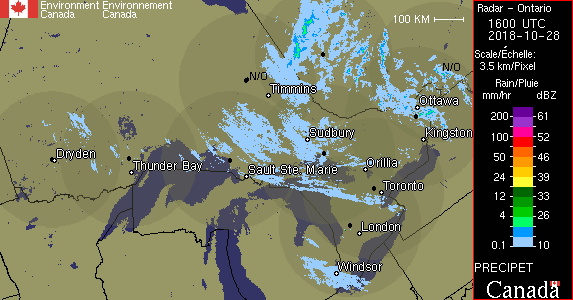 Environment Environnement
Canada Canada
100 KM
N/O
Timmins
N/O
Ottawa
Sudbury
Kingston
Dryden
Thunder Bay
Sault Ste. Marie
Orillia
Toronto
London
Windsor
Radar - Ontario
1600 UTC
2018-10-28
Scale/Échelle:
3.5 km/Pixel
Rain/Pluie
mm/hr dBZ
200 61
100 52
50 46
24 39
12 33
4 26
0.1 10
PRECIPET
Canada